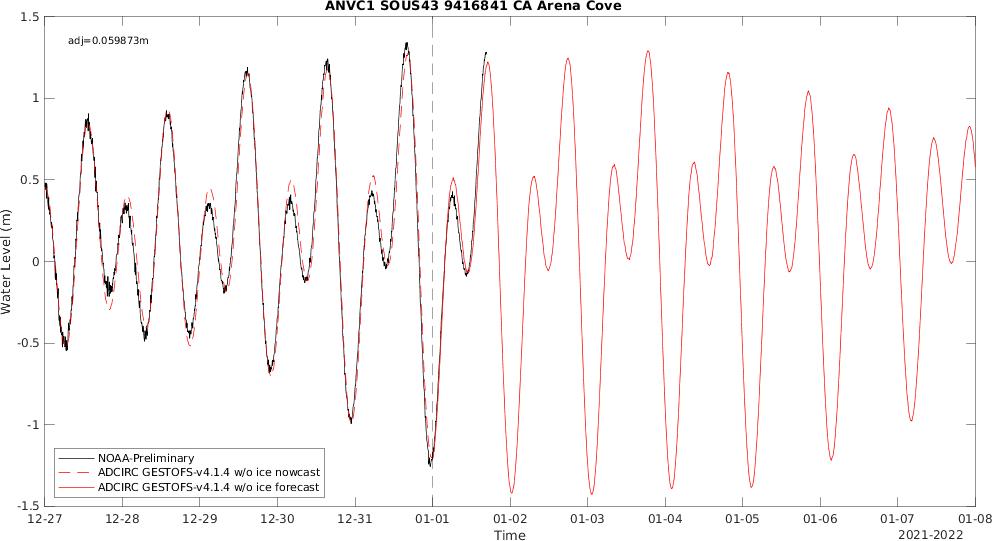 ANVC1 SOUS43 9416841 CA Arena Cove
adj=0.059873m
1.5
1
0.5
0
-0.5
-1
-1.5
Water Level (m)
NOAA-Preliminary
ADCIRC GESTOFS-v4.1.4 w/o ice nowcast
ADCIRC GESTOFS-v4.1.4 w/o ice forecast
12-27 12-28 12-29 12-30 12-31 01-01 01-02 01-03 01-04 01-05 01-06 01-07 01-08
Time
2021-2022